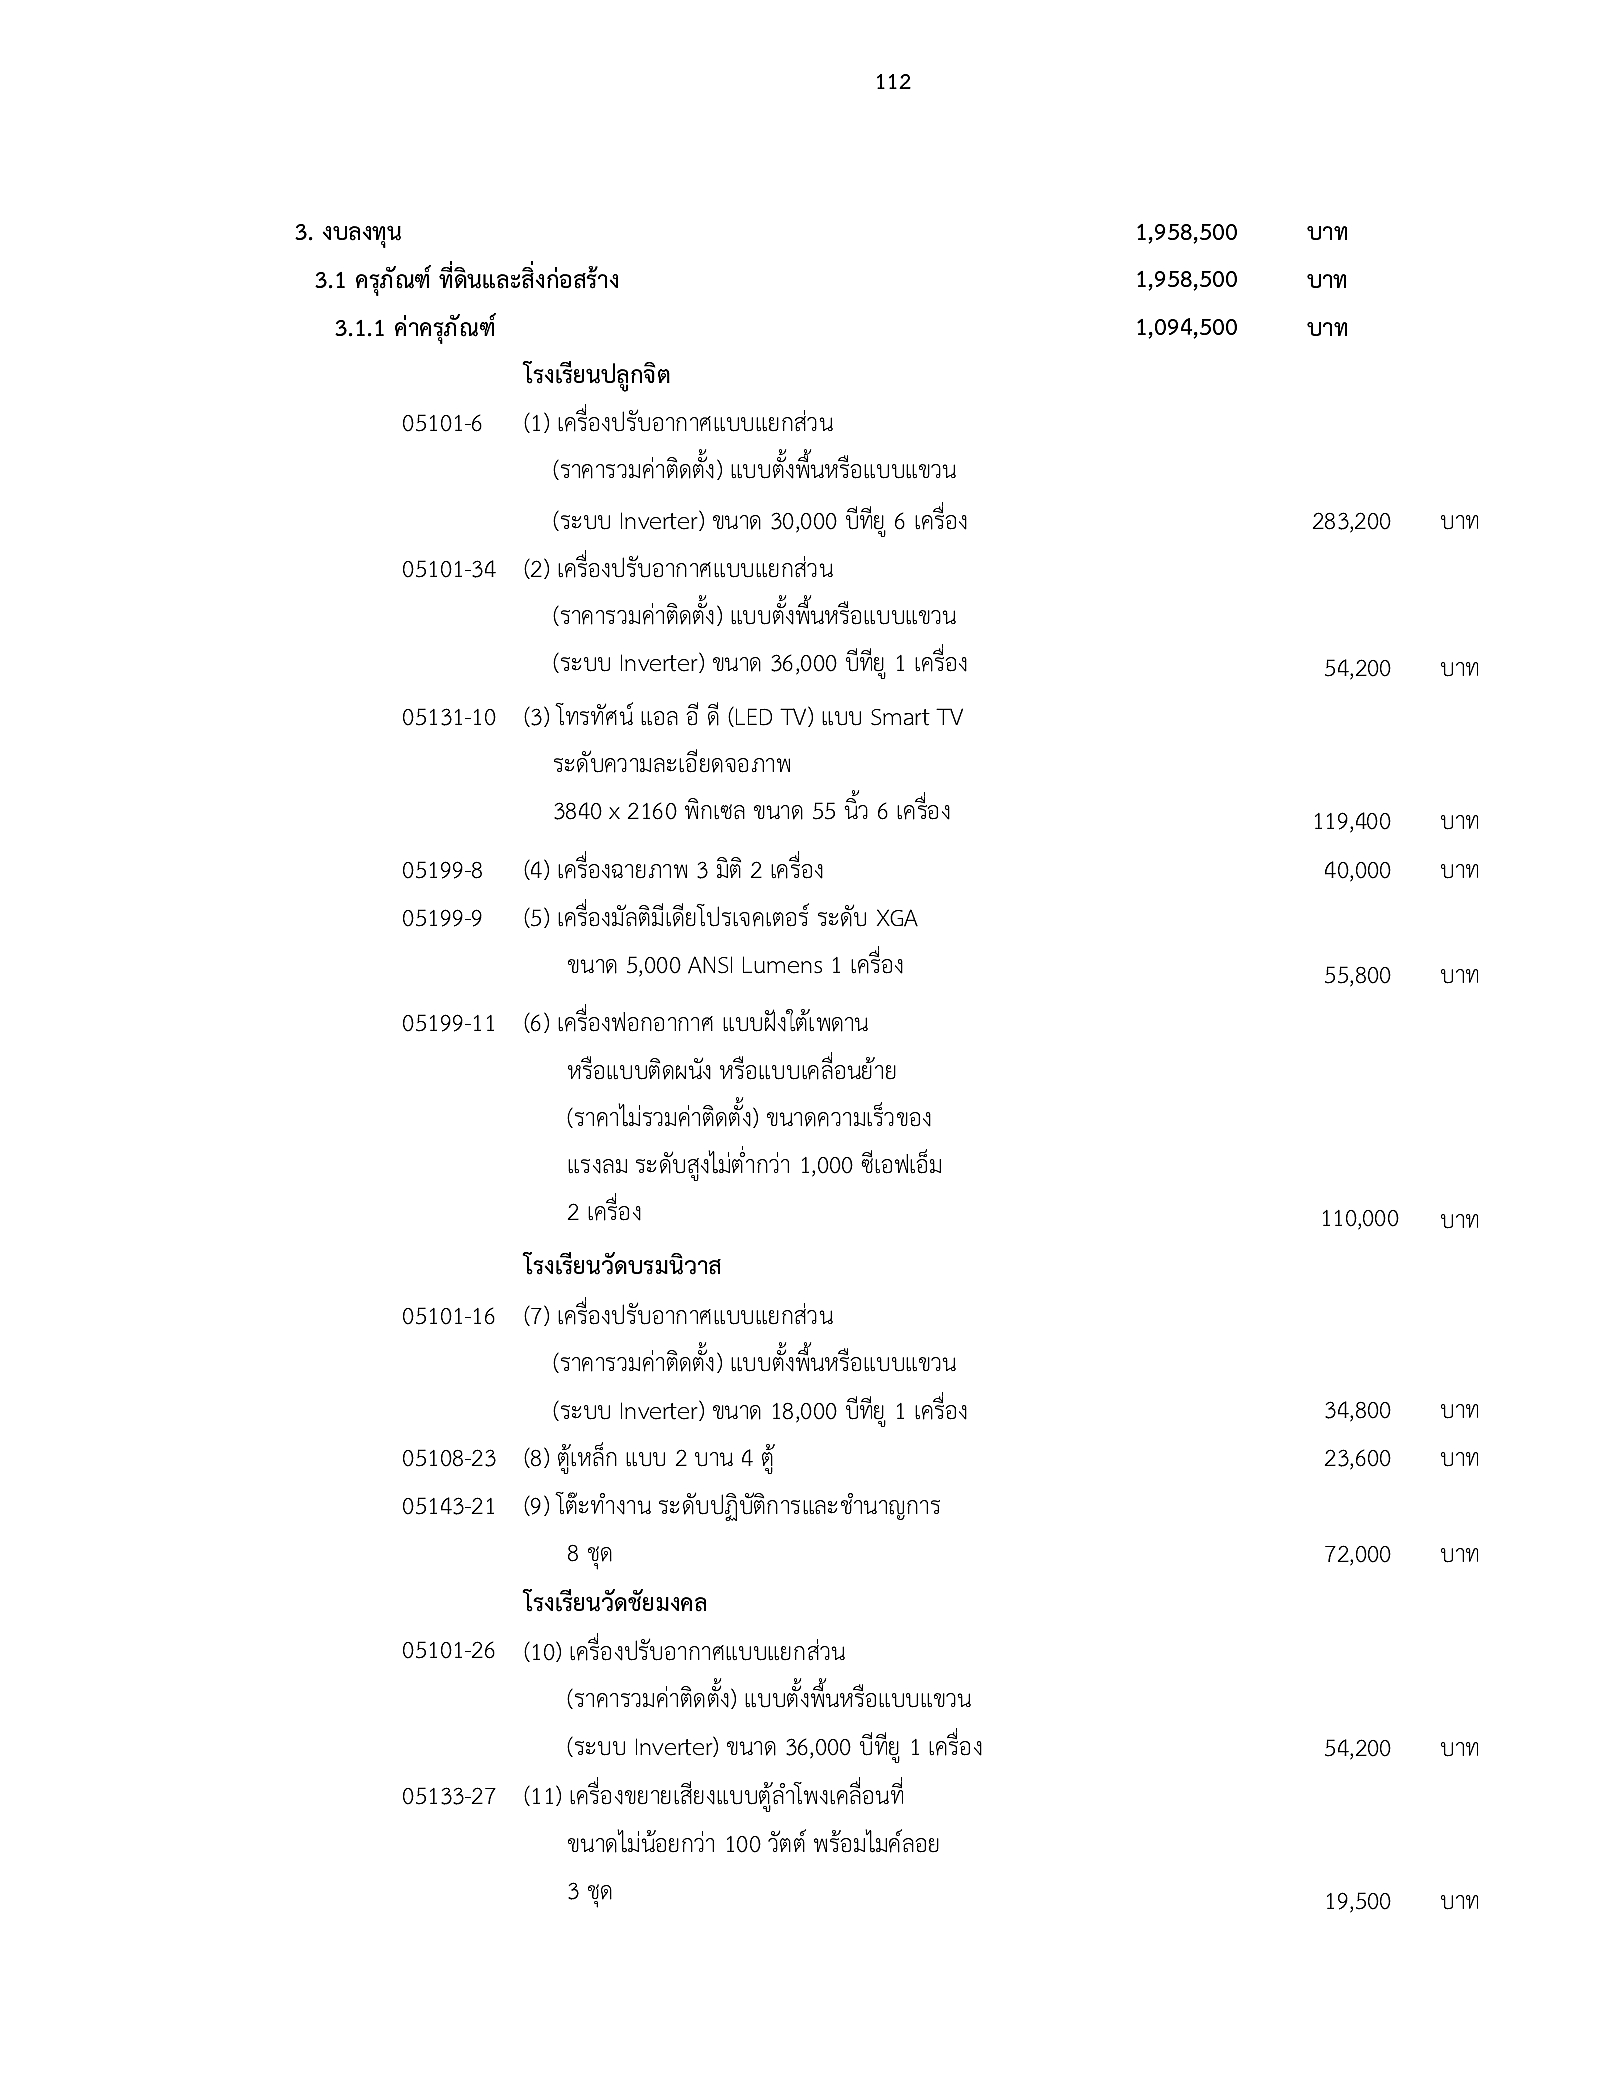 112
3. งบลงทุน 1,958,500 บาท
3.1 ครุภัณฑ์ ที่ดินและสิ่งก่อสร้าง 1,958,500 บาท
3.1.1 ค่าครุภัณฑ์ 1,094,500 บาท
โรงเรียนปลูกจิต
05101-6 (1) เครื่องปรับอากาศแบบแยกส่วน
(ราคารวมค่าติดตั้ง) แบบตั้งพื้นหรือแบบแขวน
(ระบบ Inverter) ขนาด 30,000 บีทียู 6 เครื่อง 283,200 บาท
05101-34 (2) เครื่องปรับอากาศแบบแยกส่วน
(ราคารวมค่าติดตั้ง) แบบตั้งพื้นหรือแบบแขวน
(ระบบ Inverter) ขนาด 36,000 บีทียู 1 เครื่อง 54,200 บาท
05131-10 (3) โทรทัศน์ แอล อี ดี (LED TV) แบบ Smart TV
ระดับความละเอียดจอภาพ
3840 x 2160 พิกเซล ขนาด 55 นิ้ว 6 เครื่อง 119,400 บาท
05199-8 (4) เครื่องฉายภาพ 3 มิติ 2 เครื่อง 40,000 บาท
05199-9 (5) เครื่องมัลติมีเดียโปรเจคเตอร์ ระดับ XGA
ขนาด 5,000 ANSI Lumens 1 เครื่อง 55,800 บาท
05199-11 (6) เครื่องฟอกอากาศ แบบฝังใต้เพดาน
หรือแบบติดผนัง หรือแบบเคลื่อนย้าย
(ราคาไม่รวมค่าติดตั้ง) ขนาดความเร็วของ
แรงลม ระดับสูงไม่ต่ำกว่า 1,000 ซีเอฟเอ็ม
2 เครื่อง 110,000 บาท
โรงเรียนวัดบรมนิวาส
05101-16 (7) เครื่องปรับอากาศแบบแยกส่วน
(ราคารวมค่าติดตั้ง) แบบตั้งพื้นหรือแบบแขวน
(ระบบ Inverter) ขนาด 18,000 บีทียู 1 เครื่อง 34,800 บาท
05108-23 (8) ตู้เหล็ก แบบ 2 บาน 4 ตู้ 23,600 บาท
05143-21 (9) โต๊ะทำงาน ระดับปฏิบัติการและชำนาญการ
8 ชุด 72,000 บาท
โรงเรียนวัดชัยมงคล
05101-26 (10) เครื่องปรับอากาศแบบแยกส่วน
(ราคารวมค่าติดตั้ง) แบบตั้งพื้นหรือแบบแขวน
(ระบบ Inverter) ขนาด 36,000 บีทียู 1 เครื่อง 54,200 บาท
05133-27 (11) เครื่องขยายเสียงแบบตู้ลำโพงเคลื่อนที่
ขนาดไม่น้อยกว่า 100 วัตต์ พร้อมไมค์ลอย
3 ชุด 19,500 บาท